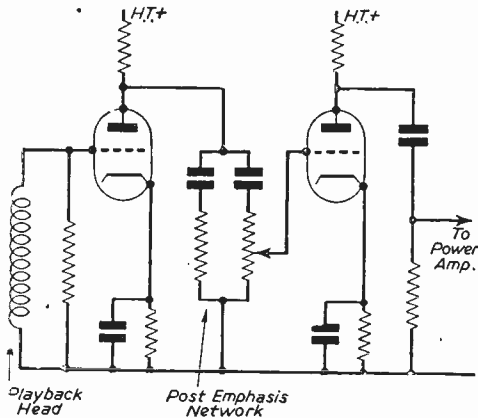 H.T.+
H.T.+
To
Power
Amp.
Playback
Head
Post Emphasis
Network